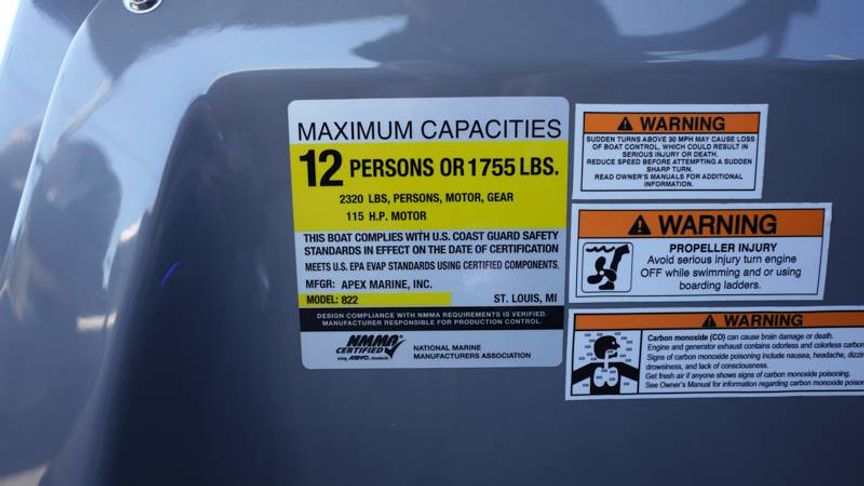 MAXIMUM CAPACITIES
12 PERSONS OR 1755 LBS.
2320 LBS, PERSONS, MOTOR, GEAR
115 H.P. MOTOR
THIS BOAT COMPLIES WITH U.S. COAST GUARD SAFETY
STANDARDS IN EFFECT ON THE DATE OF CERTIFICATION
MEETS U.S. EPA EVAP STANDARDS USING CERTIFIED COMPONENTS.
MFGR: APEX MARINE, INC.
MODEL: 822 ST. LOUIS, MI
DESIGN COMPLIANCE WITH NMMA REQUIREMENTS IS VERIFIED.
MANUFACTURER RESPONSIBLE FOR PRODUCTION CONTROL.
NMMA
CERTIFIED
using ABYC standards
NATIONAL MARINE
MANUFACTURERS ASSOCIATION
WARNING
SUDDEN TURNS ABOVE 30 MPH MAY CAUSE LOSS
OF BOAT CONTROL, WHICH COULD RESULT IN
SERIOUS INJURY OR DEATH.
REDUCE SPEED BEFORE ATTEMPTING A SUDDEN
SHARP TURN.
READ OWNER'S MANUALS FOR ADDITIONAL
INFORMATION.
WARNING
PROPELLER INJURY
Avoid serious injury turn engine
OFF while swimming and or using
boarding ladders.
WARNING
Carbon monoxide (CO) can cause brain damage or death.
Engine and generator exhaust contains odorless and colorless carbon
Signs of carbon monoxide poisoning include nausea, headache,
drowsiness, and lack of consciousness.
Get fresh air if anyone shows signs of carbon monoxide poisoning.
See Owner's Manual for information regarding carbon monoxide